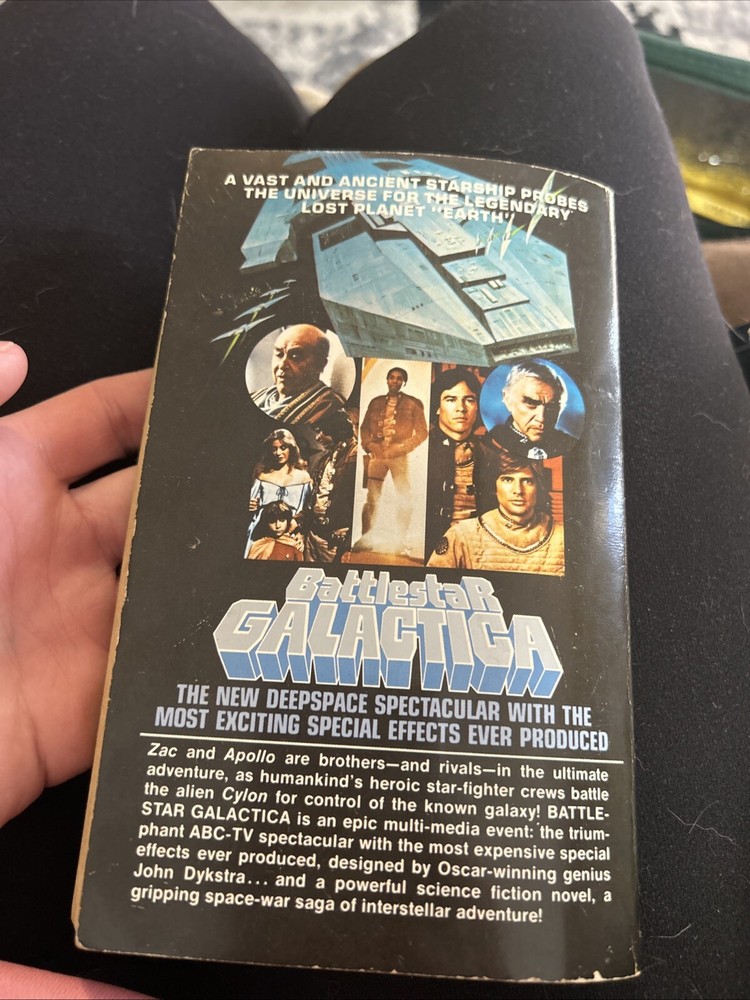 A VAST AND ANCIENT STARSHIP PROBES
THE UNIVERSE FOR THE LEGENDARY
LOST PLANET "EARTH"
BattlestaR
GALACTICA
THE NEW DEEPSPACE SPECTACULAR WITH THE
MOST EXCITING SPECIAL EFFECTS EVER PRODUCED
Zac and Apollo are brothers—and rivals—in the ultimate
adventure, as humankind's heroic star-fighter crews battle
the alien Cylon for control of the known galaxy! BATTLE-
STAR GALACTICA is an epic multi-media event: the trium-
phant ABC-TV spectacular with the most expensive special
effects ever produced, designed by Oscar-winning genius
John Dykstra... and a powerful science fiction novel, a
gripping space-war saga of interstellar adventure!